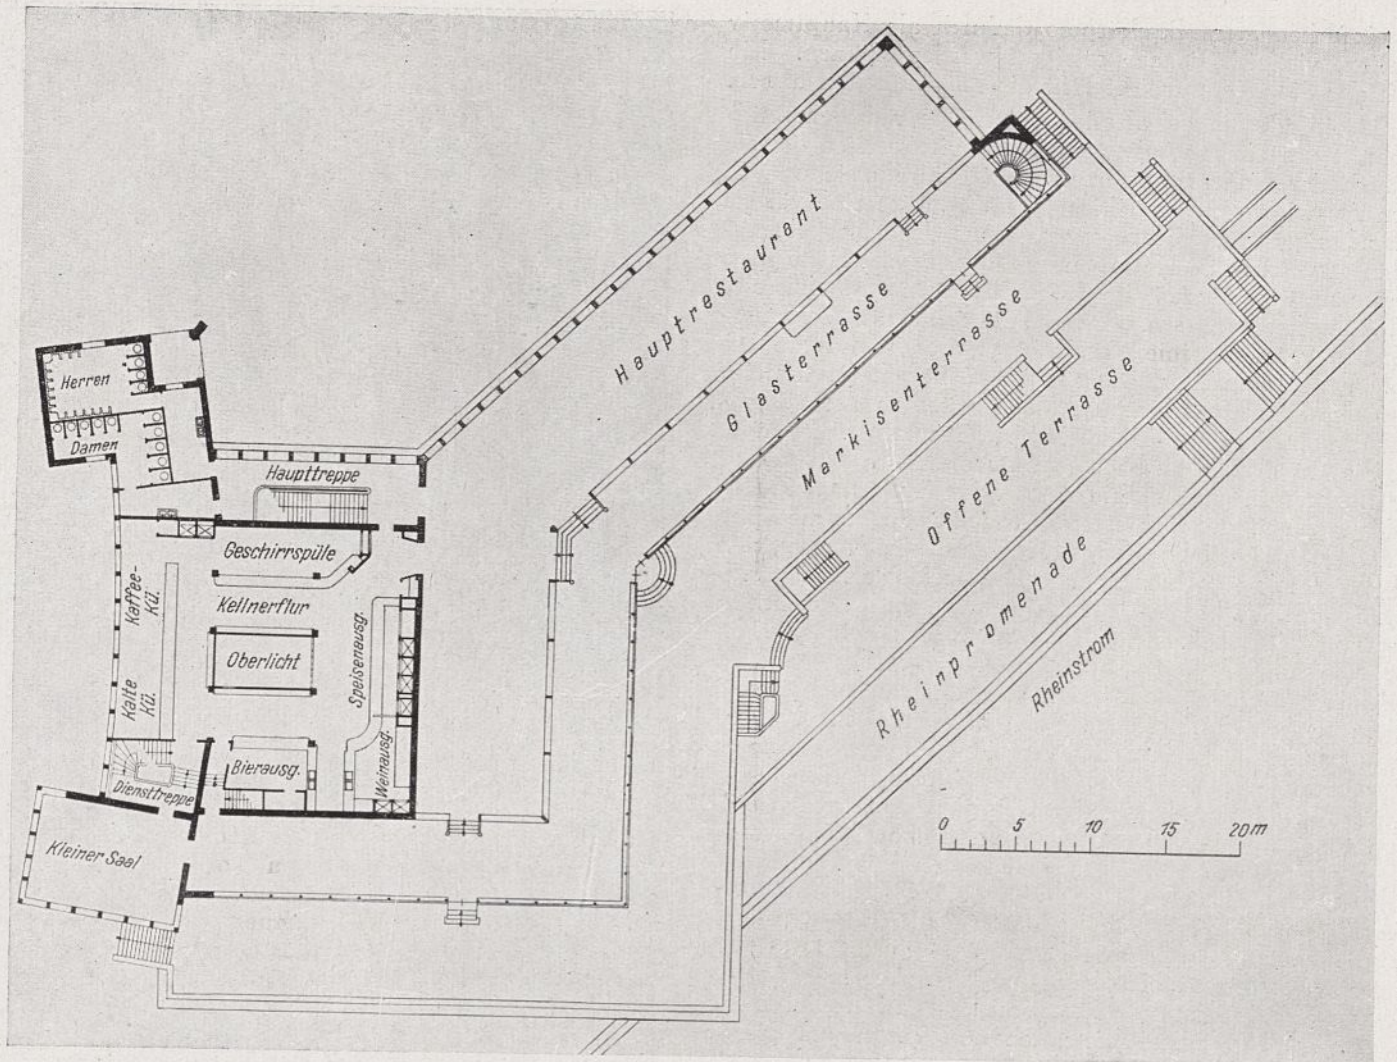 Hauptrestaurant
Glasterrasse
Markisenterrasse
Offene Terrasse
Rheinpromenade
Rheinstrom
Herren
Damen
Haupttreppe
Geschirrspüle
Kaffee-
Kü.
Kellnerflur
Oberlicht
Speisenausg.
Kalte
Kü.
Bierausg.
Weinausg.
Diensttreppe
Kleiner Saal
0 5 10 15 20m